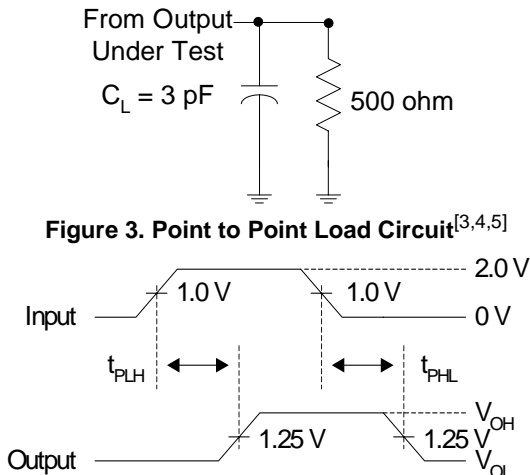 From Output
Under Test
C_L = 3 pF
500 ohm
Figure 3. Point to Point Load Circuit[3,4,5]
2.0 V
1.0 V 1.0 V
Input 0 V
t_PLH t_PHL
V_OH
1.25 V 1.25 V
Output V_OL